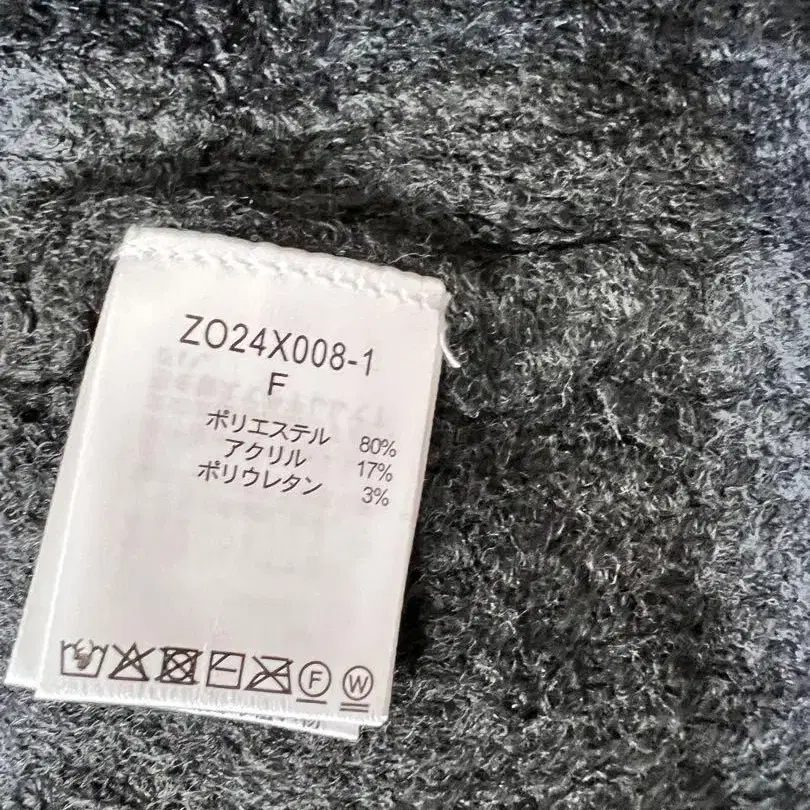 ZO24X008-1
F
ポリエステル 80%
アクリル 17%
ポリウレタン 3%
F W